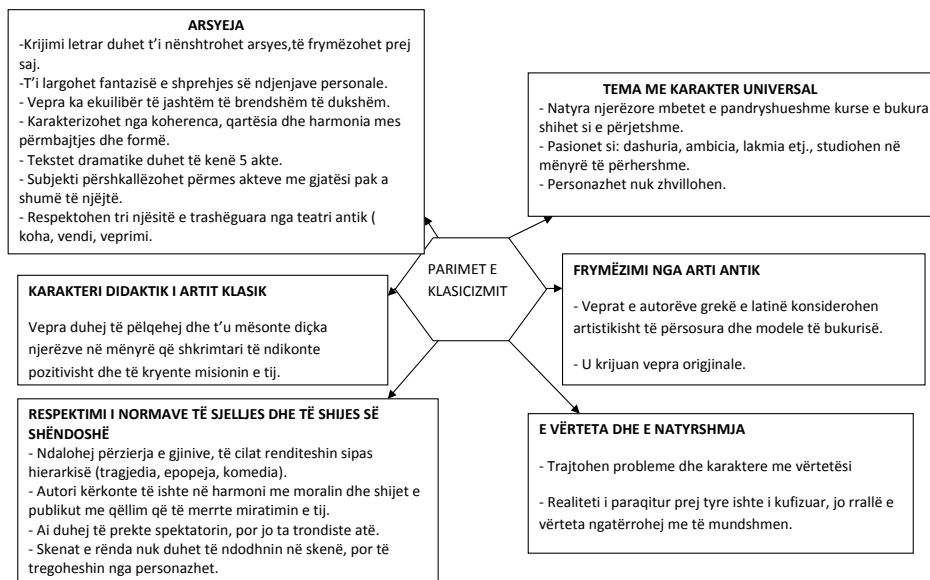 ARSYEJA
-Krijimi letrar duhet t’i nënshtrohet arsyes,të frymëzohet prej
saj.
-T’i largohet fantazisë e shprehjes së ndjenjave personale.
- Vepra ka ekuilibër të jashtëm të brendshëm të dukshëm.
- Karakterizohet nga koherenca, qartësia dhe harmonia mes
përmbajtjes dhe formë.
- Tekstet dramatike duhet të kenë 5 akte.
- Subjekti përshkallëzohet përmes akteve me gjatësi pak a
shumë të njëjtë.
- Respektohen tri njësitë e trashëguara nga teatri antik (
koha, vendi, veprimi.
TEMA ME KARAKTER UNIVERSAL
- Natyra njerëzore mbetet e pandryshueshme kurse e bukura
shihet si e përjetshme.
- Pasionet si: dashuria, ambicia, lakmia etj., studiohen në
mënyrë të përhershme.
- Personazhet nuk zhvillohen.
PARIMET E
KLASICIZMIT
KARAKTERI DIDAKTIK I ARTIT KLASIK
Vepra duhej të pëlqehej dhe t’u mësonte diçka
njerëzve në mënyrë që shkrimtari të ndikonte
pozitivisht dhe të kryente misionin e tij.
FRYMËZIMI NGA ARTI ANTIK
- Veprat e autorëve grekë e latinë konsiderohen
artistikisht të përsosura dhe modele të bukurisë.
- U krijuan vepra origjinale.
RESPEKTIMI I NORMAVE TË SJELLJES DHE TË SHIJES SË
SHËNDOSHË
- Ndalohej përzierja e gjinive, të cilat renditeshin sipas
hierarkisë (tragjedia, epopeja, komedia).
- Autori kërkonte të ishte në harmoni me moralin dhe shijet e
publikut me qëllim që të merrte miratimin e tij.
- Ai duhej të prekte spektatorin, por jo ta trondiste atë.
- Skenat e rënda nuk duhet të ndodhnin në skenë, por të
tregoheshin nga personazhet.
E VËRTETA DHE E NATYRSHMJA
- Trajtohen probleme dhe karaktere me vërtetësi
- Realiteti i paraqitur prej tyre ishte i kufizuar, jo rrallë e
vërteta ngatërrohej me të mundshmen.